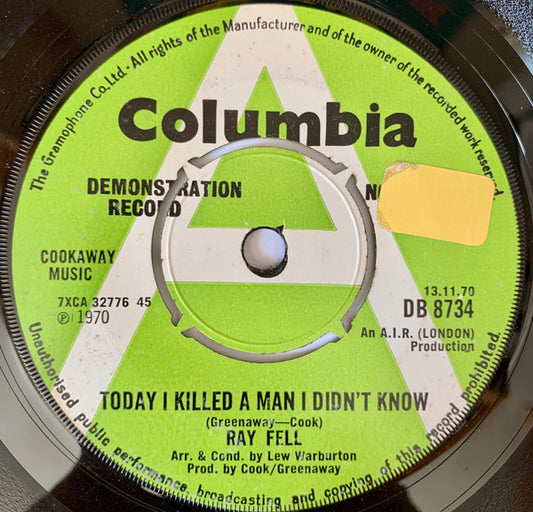 The Gramophone Co. Ltd. - All rights of the Manufacturer and of the owner of the recorded work reserved
Columbia
DEMONSTRATION
RECORD
COOKAWAY
MUSIC
7XCA 32776 45
Ⓟ 1970
13.11.70
DB 8734
An A.I.R. (LONDON)
Production
TODAY I KILLED A MAN I DIDN'T KNOW
(Greenaway—Cook)
RAY FELL
Arr. & Cond. by Lew Warburton
Prod. by Cook/Greenaway
Unauthorised public performance, broadcasting and copying of this record prohibited.